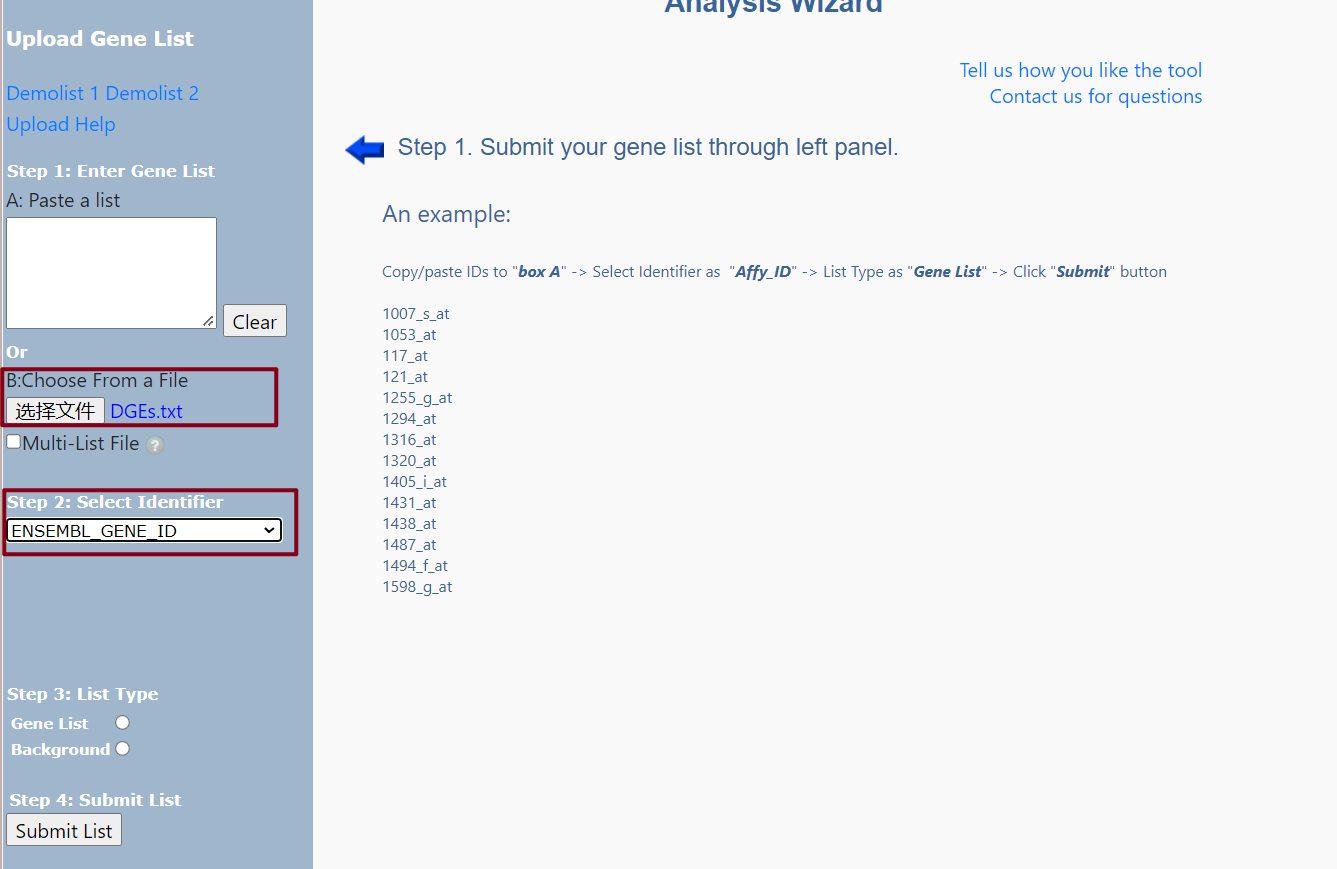 Analysis Wizard
Upload Gene List
Demolist 1 Demolist 2
Upload Help
Step 1: Enter Gene List
A: Paste a list
Clear
Or
B:Choose From a File
选择文件 DGEs.txt
Multi-List File ?
Step 2: Select Identifier
ENSEMBL_GENE_ID
Step 3: List Type
Gene List
Background
Step 4: Submit List
Submit List
Tell us how you like the tool
Contact us for questions
Step 1. Submit your gene list through left panel.
An example:
Copy/paste IDs to "box A" -> Select Identifier as "Affy_ID" -> List Type as "Gene List" -> Click "Submit" button
1007_s_at
1053_at
117_at
121_at
1255_g_at
1294_at
1316_at
1320_at
1405_i_at
1431_at
1438_at
1487_at
1494_f_at
1598_g_at